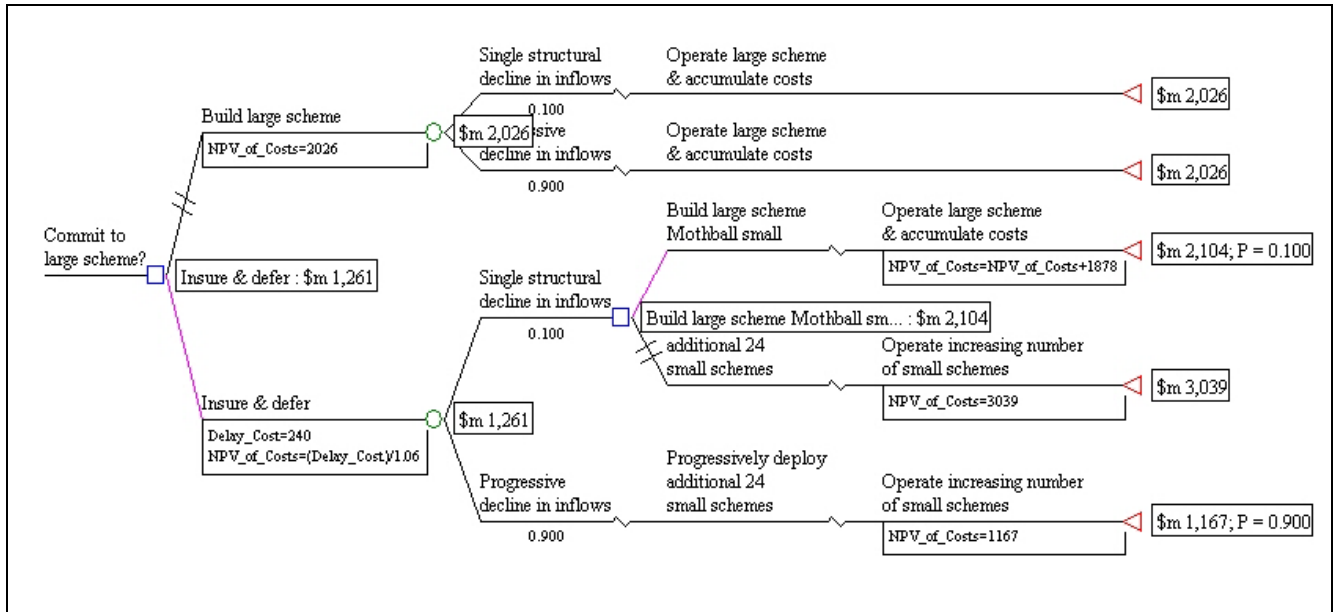 Single structural
decline in inflows
0.100
Operate large scheme
& accumulate costs
$m 2,026
Build large scheme
NPV_of_Costs=2026
$m 2,026
decline in inflows
0.900
Operate large scheme
& accumulate costs
$m 2,026
Commit to
large scheme?
Insure & defer : $m 1,261
Build large scheme
Mothball small
Operate large scheme
& accumulate costs
NPV_of_Costs=NPV_of_Costs+1878
$m 2,104; P = 0.100
Single structural
decline in inflows
0.100
Build large scheme Mothball sm... : $m 2,104
additional 24
small schemes
Operate increasing number
of small schemes
NPV_of_Costs=3039
$m 3,039
Insure & defer
Delay_Cost=240
NPV_of_Costs=(Delay_Cost)/1.06
$m 1,261
Progressive
decline in inflows
0.900
Progressively deploy
additional 24
small schemes
Operate increasing number
of small schemes
NPV_of_Costs=1167
$m 1,167; P = 0.900